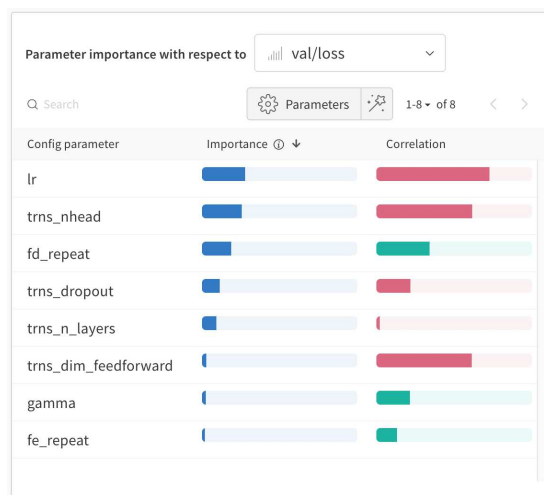 Parameter importance with respect to val/loss
Search Parameters 1-8 of 8
Config parameter Importance Correlation
lr
trns_nhead
fd_repeat
trns_dropout
trns_n_layers
trns_dim_feedforward
gamma
fe_repeat